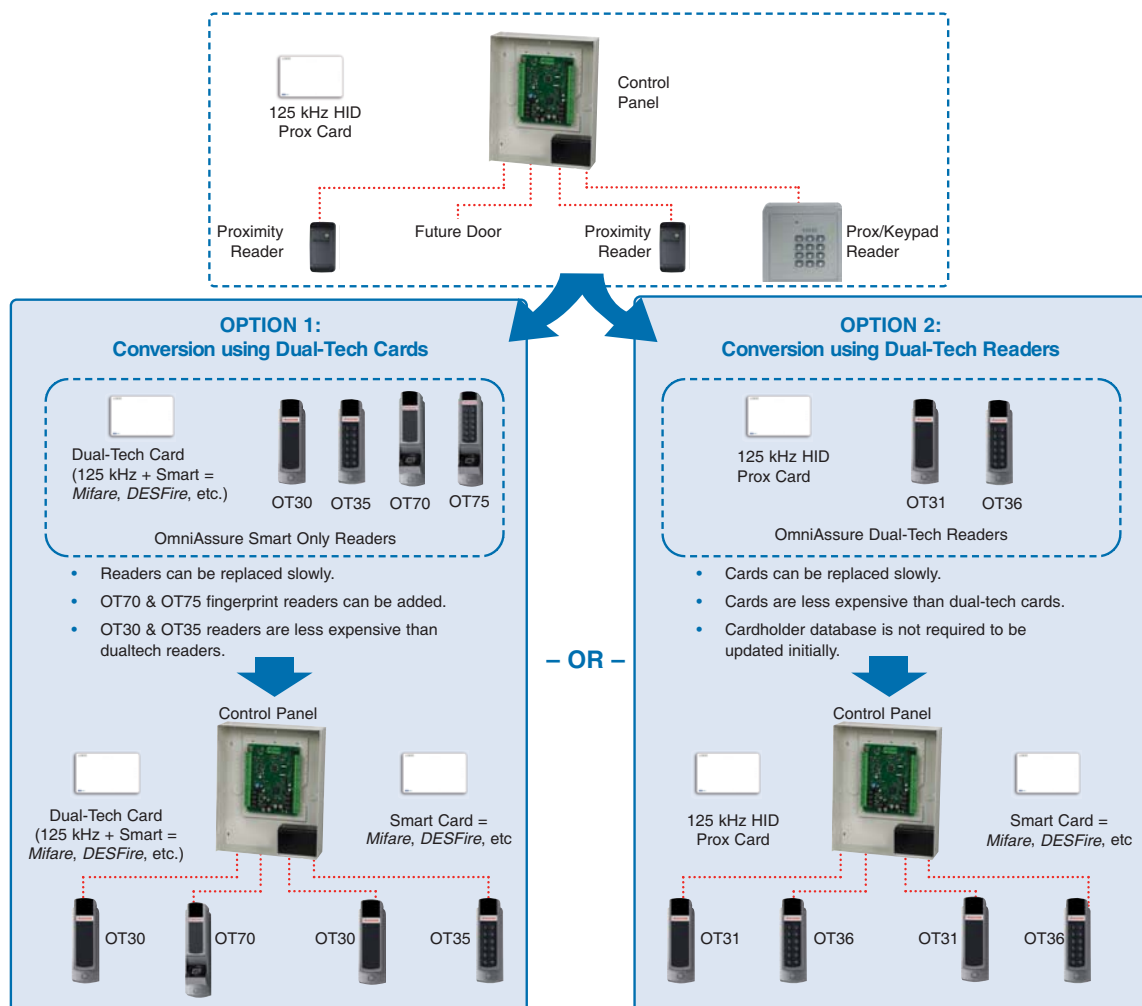 125 kHz HID
Prox Card
Control
Panel
Proximity
Reader
Future Door
Proximity
Reader
Prox/Keypad
Reader
OPTION 1:
Conversion using Dual-Tech Cards
Dual-Tech Card
(125 kHz + Smart =
Mifare, DESFire, etc.)
OT30
OT35
OT70
OT75
OmniAssure Smart Only Readers
• Readers can be replaced slowly.
• OT70 & OT75 fingerprint readers can be added.
• OT30 & OT35 readers are less expensive than
dualtech readers.
Control Panel
Dual-Tech Card
(125 kHz + Smart =
Mifare, DESFire, etc.)
Smart Card =
Mifare, DESFire, etc
OT30
OT70
OT30
OT35
– OR –
OPTION 2:
Conversion using Dual-Tech Readers
125 kHz HID
Prox Card
OT31
OT36
OmniAssure Dual-Tech Readers
• Cards can be replaced slowly.
• Cards are less expensive than dual-tech cards.
• Cardholder database is not required to be
updated initially.
Control Panel
125 kHz HID
Prox Card
Smart Card =
Mifare, DESFire, etc
OT31
OT36
OT31
OT36